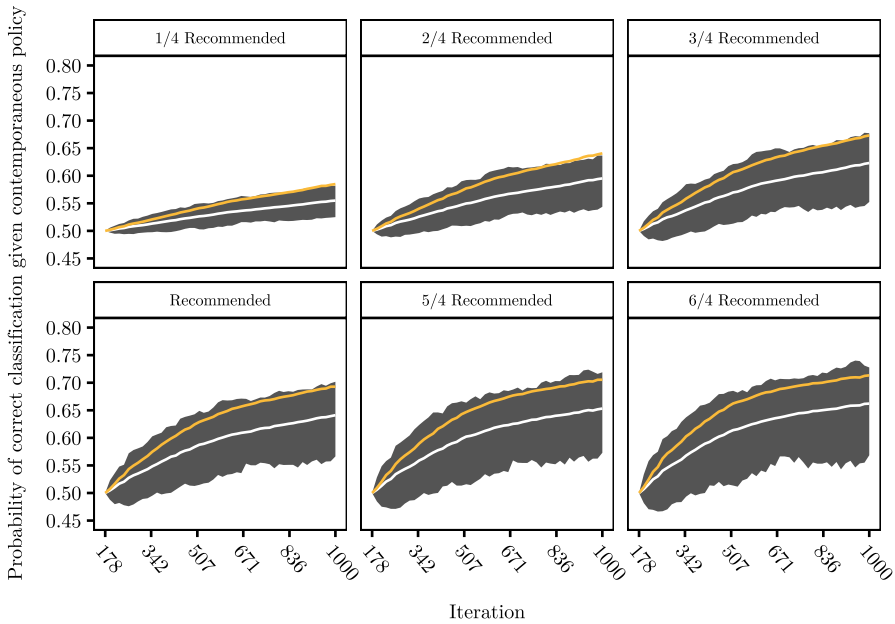 Probability of correct classification given contemporaneous policy
1/4 Recommended
2/4 Recommended
3/4 Recommended
0.80
0.75
0.70
0.65
0.60
0.55
0.50
0.45
Recommended
5/4 Recommended
6/4 Recommended
0.80
0.75
0.70
0.65
0.60
0.55
0.50
0.45
178 342 507 671 836 1000
178 342 507 671 836 1000
178 342 507 671 836 1000
Iteration